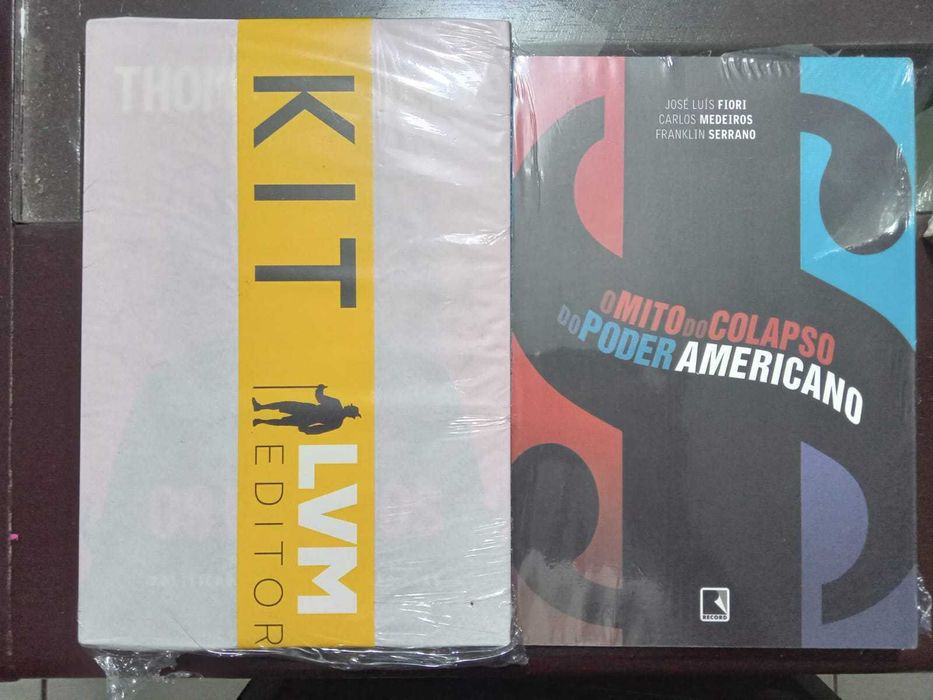 THOM
KIT
LVM
EDITOR
JOSÉ LUÍS FIORI
CARLOS MEDEIROS
FRANKLIN SERRANO
O MITO DO COLAPSO
DO PODER AMERICANO
RECORD